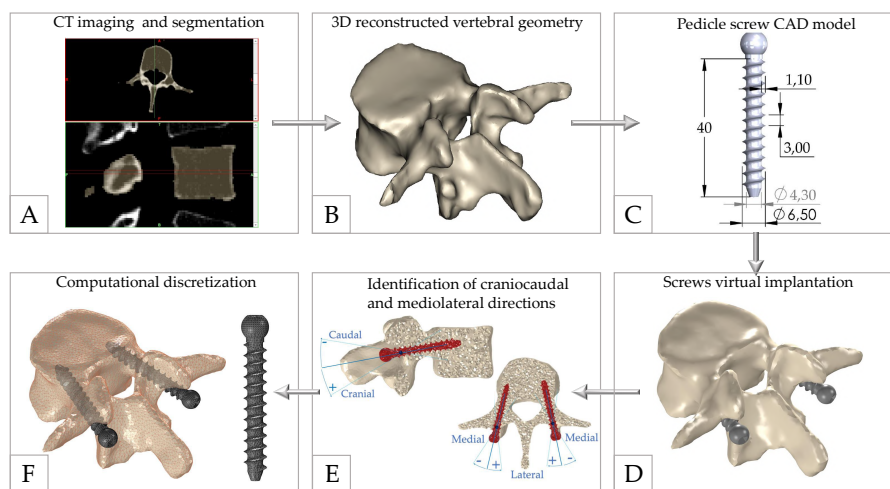 CT imaging and segmentation
A
3D reconstructed vertebral geometry
B
Pedicle screw CAD model
1,10
40
3,00
∅4,30
∅6,50
C
Computational discretization
F
Identification of craniocaudal
and mediolateral directions
Caudal
-
+
Cranial
Medial
Medial
-
+
+
-
Lateral
E
Screws virtual implantation
D